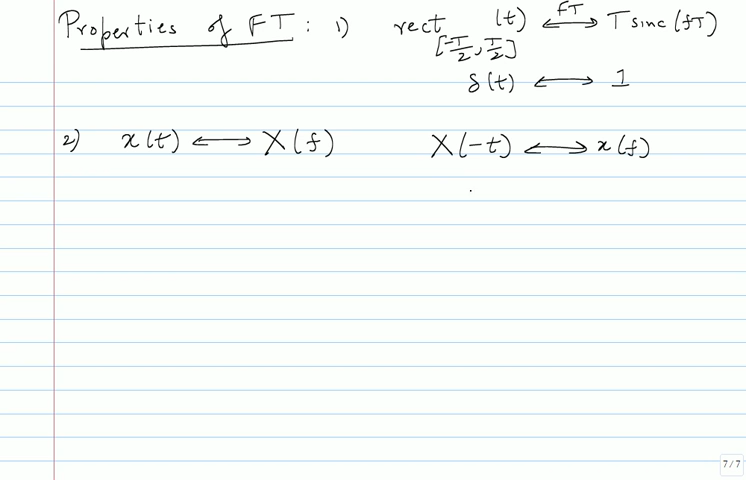 Properties of FT : 1) rect [-T/2, T/2] (t) ⟷FT T sinc (fT)
δ(t) ⟷ 1
2) x(t) ⟷ X(f) X(-t) ⟷ x(f)
7/7